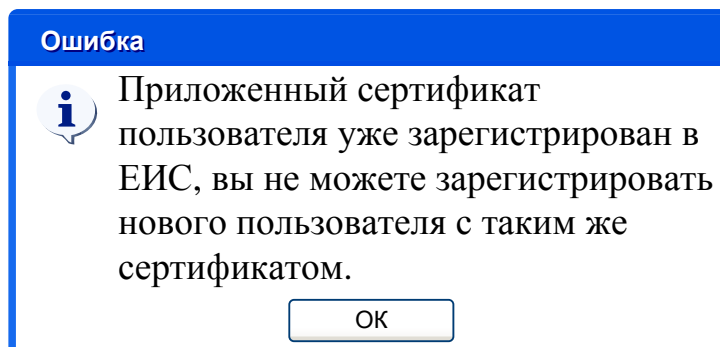 Ошибка
Приложенный сертификат
пользователя уже зарегистрирован в
ЕИС, вы не можете зарегистрировать
нового пользователя с таким же
сертификатом.
ОК